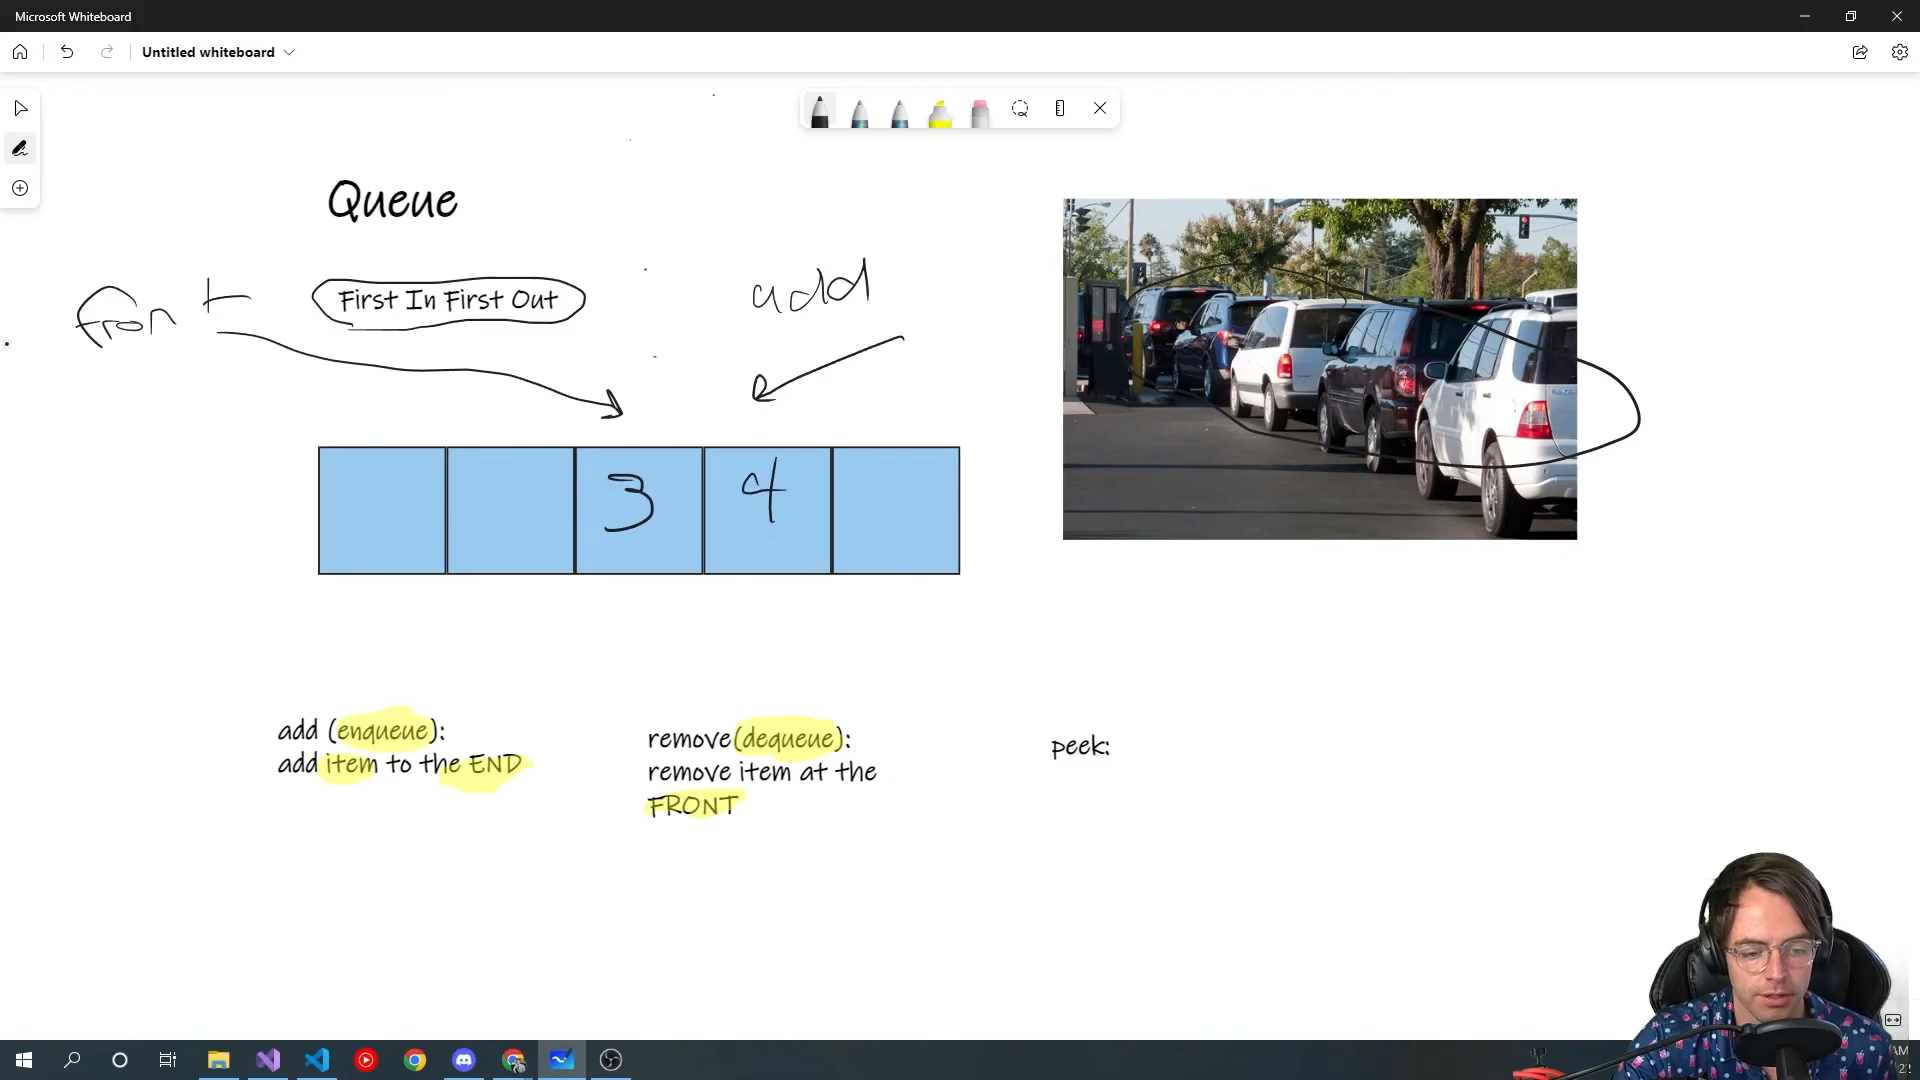 Microsoft Whiteboard
Untitled whiteboard
Queue
front
First In First Out
add
3 4
add (enqueue):
add item to the END
remove(dequeue):
remove item at the
FRONT
peek:
AM